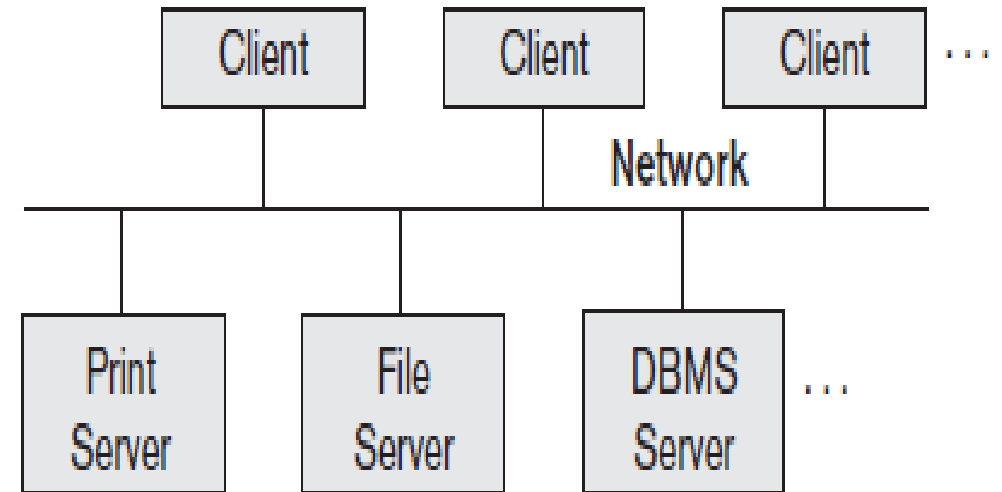 Client Client Client ...
Network
Print File DBMS ...
Server Server Server